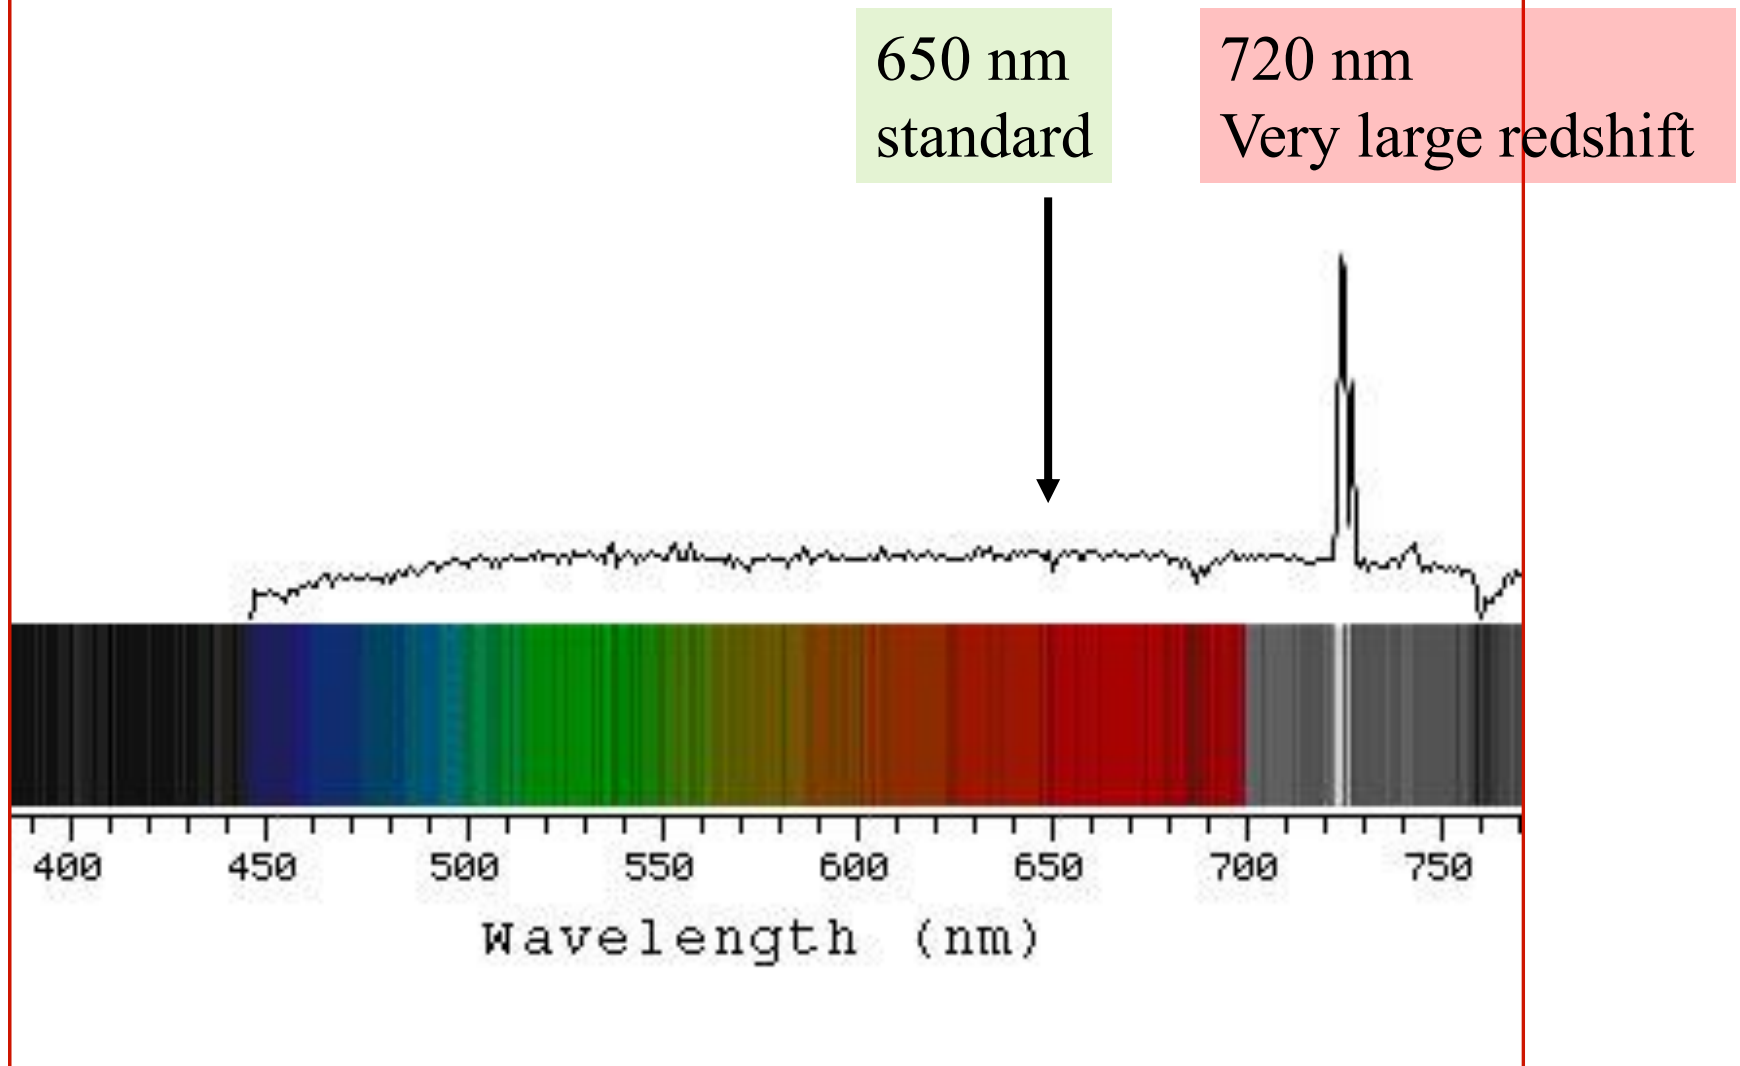 650 nm
standard
720 nm
Very large redshift
400 450 500 550 600 650 700 750
Wavelength (nm)